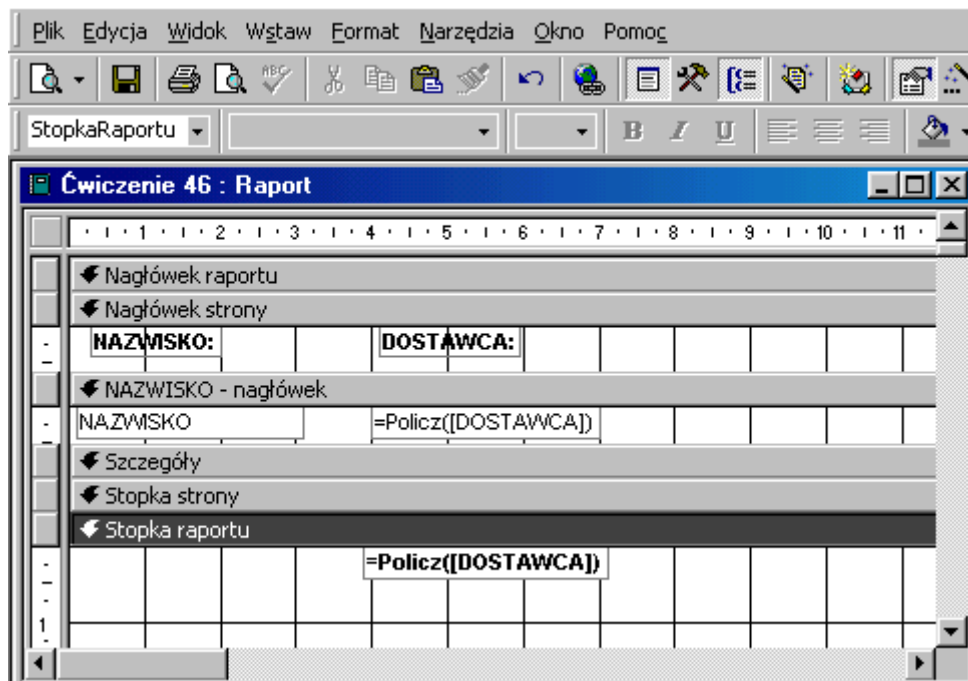 Plik Edycja Widok Wstaw Format Narzędzia Okno Pomoc
ABC
StopkaRaportu B I U
Ćwiczenie 46 : Raport
1 2 3 4 5 6 7 8 9 10 11
Nagłówek raportu
Nagłówek strony
NAZWISKO: DOSTAWCA:
NAZWISKO - nagłówek
NAZWISKO =Policz([DOSTAWCA])
Szczegóły
Stopka strony
Stopka raportu
=Policz([DOSTAWCA])
1